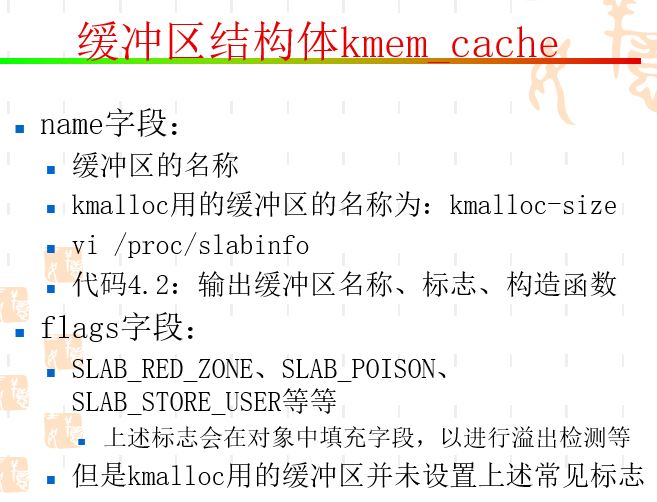 缓冲区结构体kmem_cache
name字段：
缓冲区的名称
kmalloc用的缓冲区的名称为：kmalloc-size
vi /proc/slabinfo
代码4.2：输出缓冲区名称、标志、构造函数
flags字段：
SLAB_RED_ZONE、SLAB_POISON、
SLAB_STORE_USER等等
上述标志会在对象中填充字段，以进行溢出检测等
但是kmalloc用的缓冲区并未设置上述常见标志